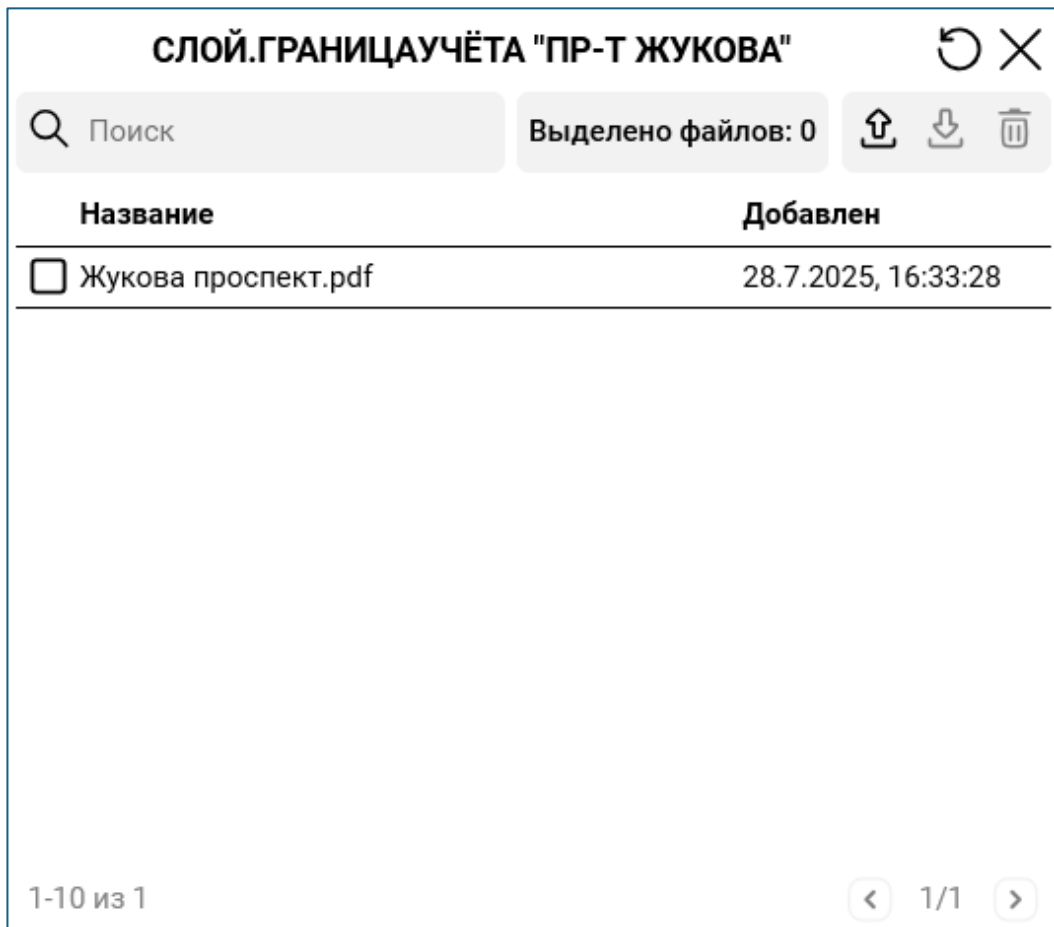 СЛОЙ.ГРАНИЦАУЧЁТА "ПР-Т ЖУКОВА"
Поиск Выделено файлов: 0
Название Добавлен
Жукова проспект.pdf 28.7.2025, 16:33:28
1-10 из 1 1/1